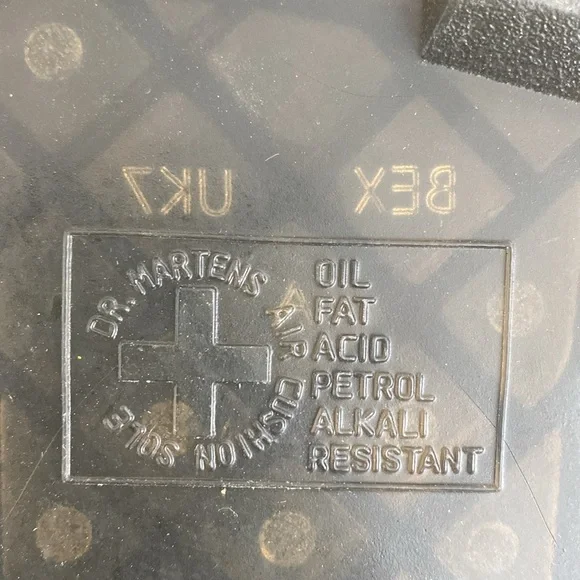 UK7 BEX
DR. MARTENS AIR CUSHION SOLE
OIL
FAT
ACID
PETROL
ALKALI
RESISTANT